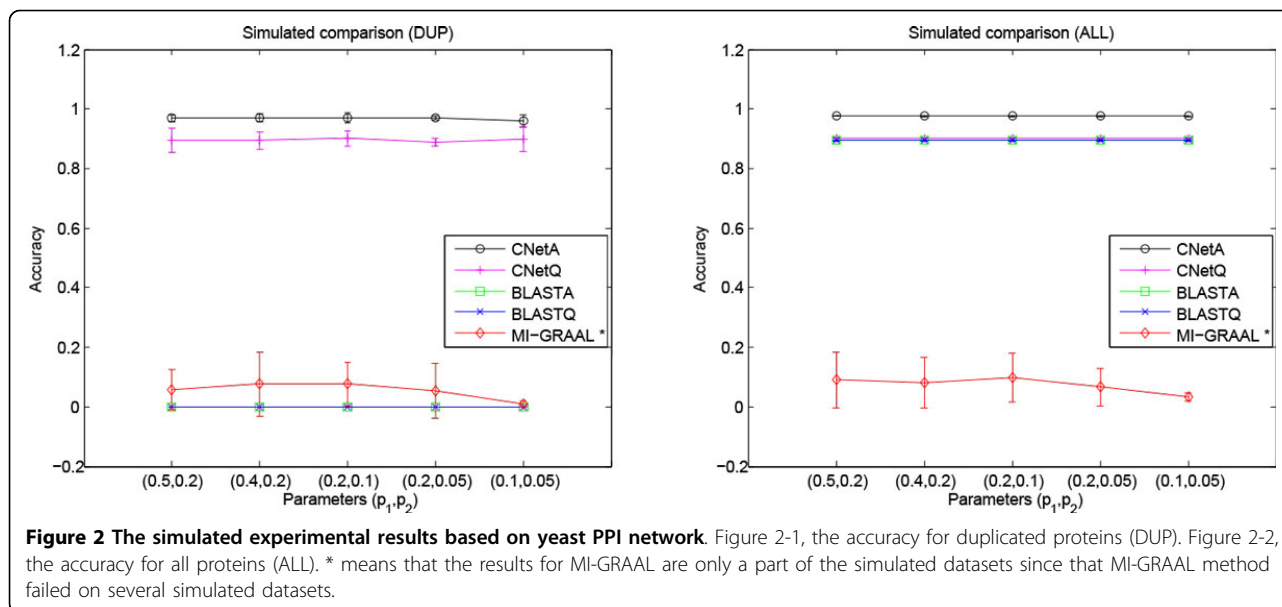 Simulated comparison (DUP)
1.2
1
0.8
0.6
0.4
0.2
0
−0.2
Accuracy
CNetA
CNetQ
BLASTA
BLASTQ
MI−GRAAL *
(0.5,0.2) (0.4,0.2) (0.2,0.1) (0.2,0.05) (0.1,0.05)
Parameters (p1,p2)
Simulated comparison (ALL)
1.2
1
0.8
0.6
0.4
0.2
0
−0.2
Accuracy
CNetA
CNetQ
BLASTA
BLASTQ
MI−GRAAL *
(0.5,0.2) (0.4,0.2) (0.2,0.1) (0.2,0.05) (0.1,0.05)
Parameters (p1,p2)
Figure 2 The simulated experimental results based on yeast PPI network. Figure 2-1, the accuracy for duplicated proteins (DUP). Figure 2-2,
the accuracy for all proteins (ALL). * means that the results for MI-GRAAL are only a part of the simulated datasets since that MI-GRAAL method
failed on several simulated datasets.